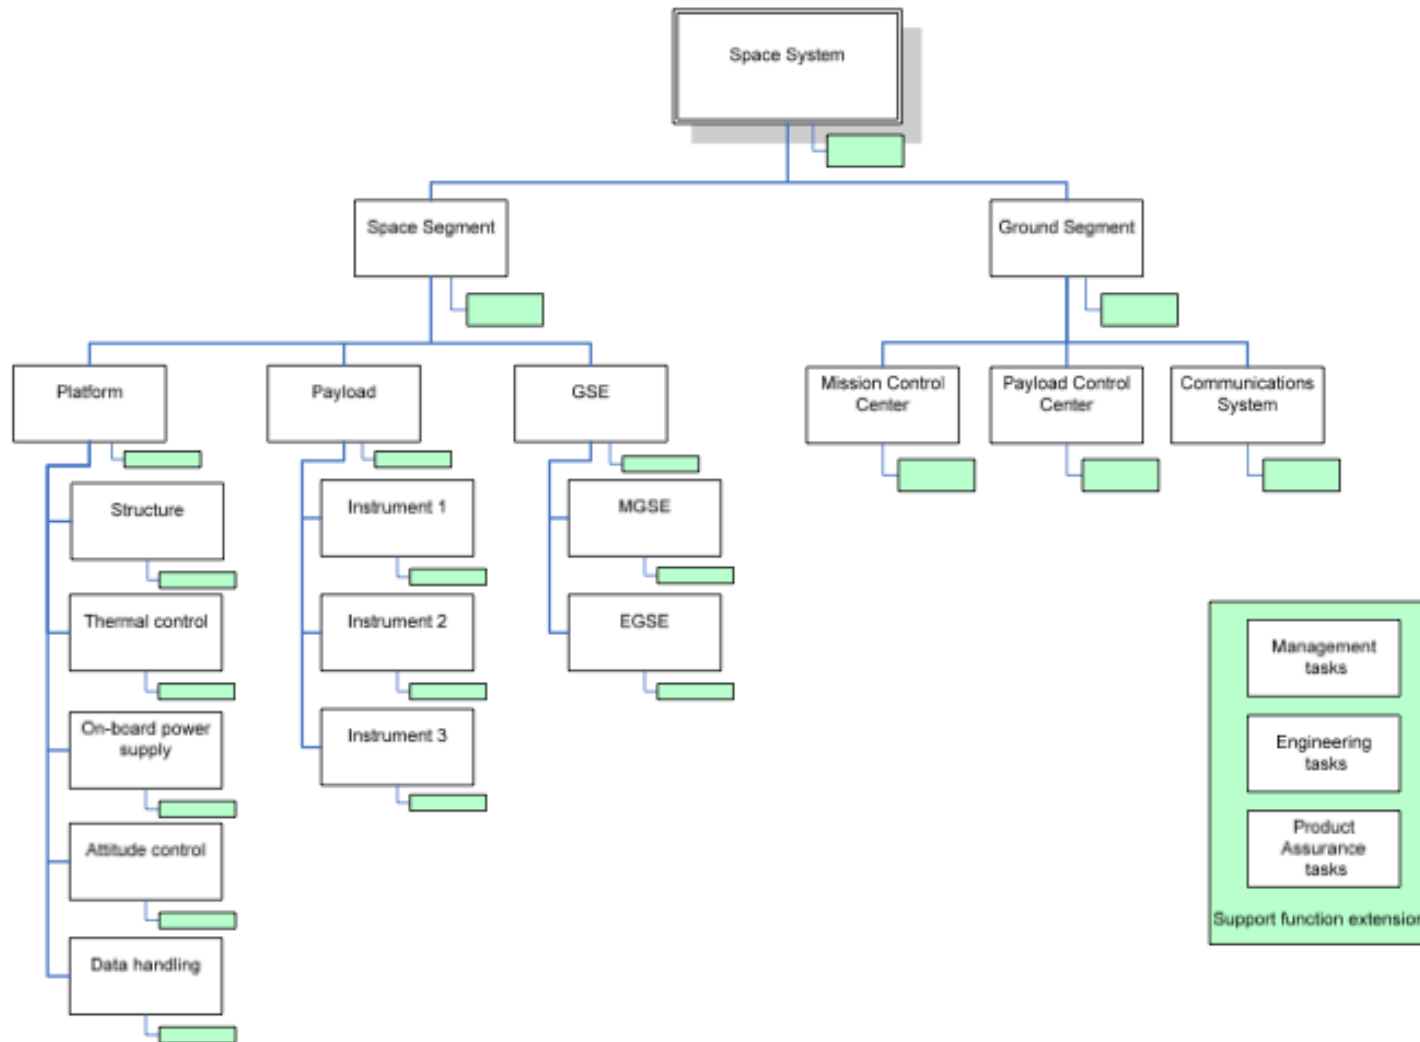 Space System
Space Segment
Ground Segment
Platform
Payload
GSE
Mission Control
Center
Payload Control
Center
Communications
System
Structure
Instrument 1
MGSE
Thermal control
Instrument 2
EGSE
On-board power
supply
Instrument 3
Attitude control
Data handling
Management
tasks
Engineering
tasks
Product
Assurance
tasks
Support function extension